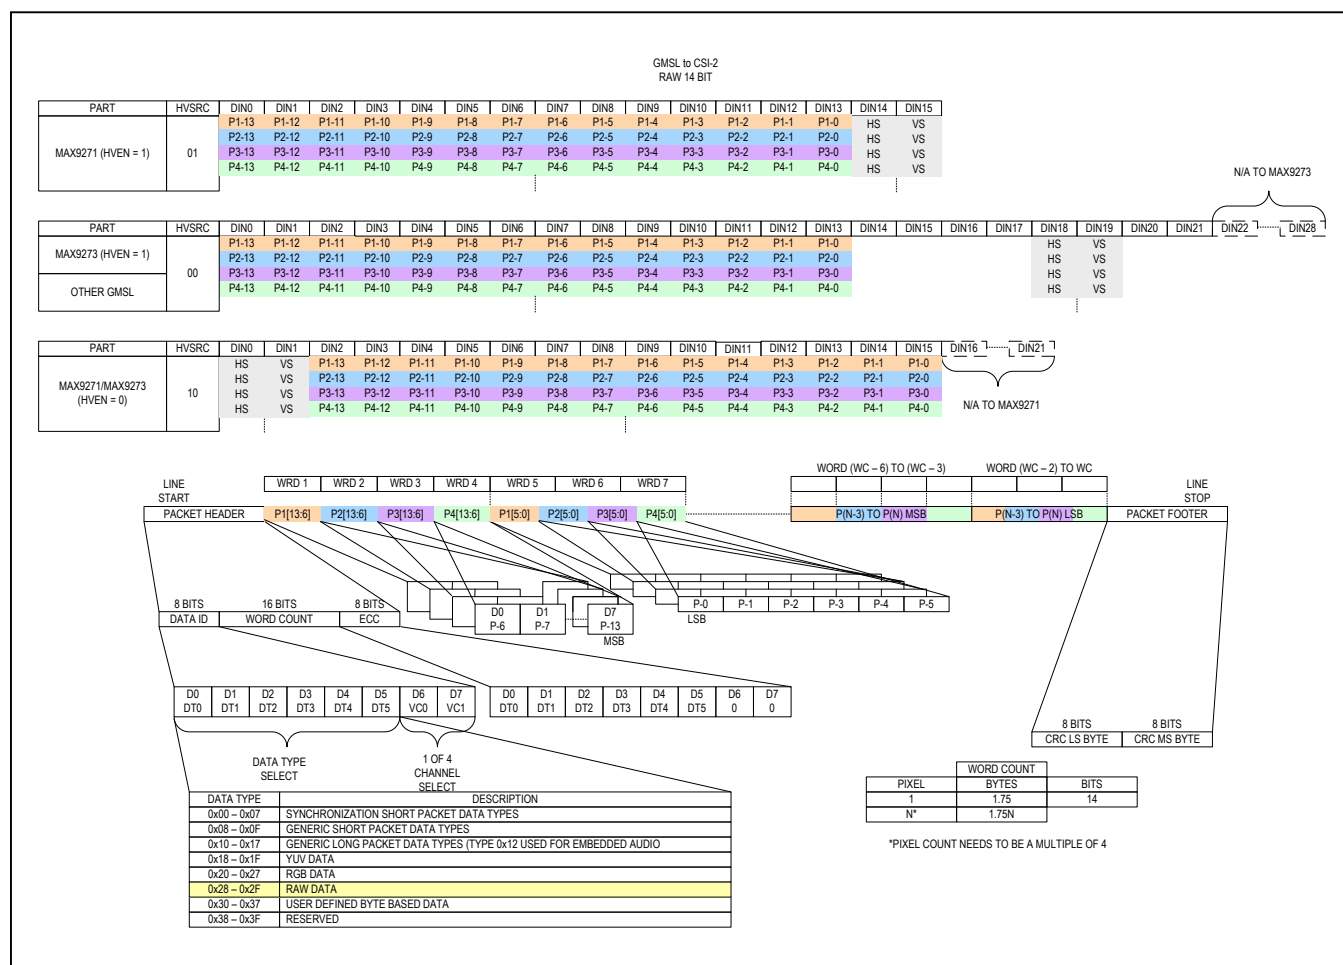 GMSL to CSI-2
RAW 14 BIT
PART HVSRC DIN0 DIN1 DIN2 DIN3 DIN4 DIN5 DIN6 DIN7 DIN8 DIN9 DIN10 DIN11 DIN12 DIN13 DIN14 DIN15
P1-13 P1-12 P1-11 P1-10 P1-9 P1-8 P1-7 P1-6 P1-5 P1-4 P1-3 P1-2 P1-1 P1-0 HS VS
P2-13 P2-12 P2-11 P2-10 P2-9 P2-8 P2-7 P2-6 P2-5 P2-4 P2-3 P2-2 P2-1 P2-0 HS VS
MAX9271 (HVEN = 1) 01 P3-13 P3-12 P3-11 P3-10 P3-9 P3-8 P3-7 P3-6 P3-5 P3-4 P3-3 P3-2 P3-1 P3-0 HS VS
P4-13 P4-12 P4-11 P4-10 P4-9 P4-8 P4-7 P4-6 P4-5 P4-4 P4-3 P4-2 P4-1 P4-0 HS VS
N/A TO MAX9273
PART HVSRC DIN0 DIN1 DIN2 DIN3 DIN4 DIN5 DIN6 DIN7 DIN8 DIN9 DIN10 DIN11 DIN12 DIN13 DIN14 DIN15 DIN16 DIN17 DIN18 DIN19 DIN20 DIN21 DIN22 DIN28
P1-13 P1-12 P1-11 P1-10 P1-9 P1-8 P1-7 P1-6 P1-5 P1-4 P1-3 P1-2 P1-1 P1-0 HS VS
MAX9273 (HVEN = 1) P2-13 P2-12 P2-11 P2-10 P2-9 P2-8 P2-7 P2-6 P2-5 P2-4 P2-3 P2-2 P2-1 P2-0 HS VS
00 P3-13 P3-12 P3-11 P3-10 P3-9 P3-8 P3-7 P3-6 P3-5 P3-4 P3-3 P3-2 P3-1 P3-0 HS VS
OTHER GMSL P4-13 P4-12 P4-11 P4-10 P4-9 P4-8 P4-7 P4-6 P4-5 P4-4 P4-3 P4-2 P4-1 P4-0 HS VS
PART HVSRC DIN0 DIN1 DIN2 DIN3 DIN4 DIN5 DIN6 DIN7 DIN8 DIN9 DIN10 DIN11 DIN12 DIN13 DIN14 DIN15 DIN16 DIN21
HS VS P1-13 P1-12 P1-11 P1-10 P1-9 P1-8 P1-7 P1-6 P1-5 P1-4 P1-3 P1-2 P1-1 P1-0
MAX9271/MAX9273 HS VS P2-13 P2-12 P2-11 P2-10 P2-9 P2-8 P2-7 P2-6 P2-5 P2-4 P2-3 P2-2 P2-1 P2-0
(HVEN = 0) 10 HS VS P3-13 P3-12 P3-11 P3-10 P3-9 P3-8 P3-7 P3-6 P3-5 P3-4 P3-3 P3-2 P3-1 P3-0
HS VS P4-13 P4-12 P4-11 P4-10 P4-9 P4-8 P4-7 P4-6 P4-5 P4-4 P4-3 P4-2 P4-1 P4-0
N/A TO MAX9271
WORD (WC – 6) TO (WC – 3) WORD (WC – 2) TO WC
LINE START WRD 1 WRD 2 WRD 3 WRD 4 WRD 5 WRD 6 WRD 7 LINE STOP
PACKET HEADER P1[13:6] P2[13:6] P3[13:6] P4[13:6] P1[5:0] P2[5:0] P3[5:0] P4[5:0] P(N-3) TO P(N) MSB P(N-3) TO P(N) LSB PACKET FOOTER
8 BITS 16 BITS 8 BITS
DATA ID WORD COUNT ECC
D0 D1 D7
P-6 P-7 P-13
MSB
P-0 P-1 P-2 P-3 P-4 P-5
LSB
D0 D1 D2 D3 D4 D5 D6 D7
DT0 DT1 DT2 DT3 DT4 DT5 VC0 VC1
D0 D1 D2 D3 D4 D5 D6 D7
DT0 DT1 DT2 DT3 DT4 DT5 0 0
8 BITS 8 BITS
CRC LS BYTE CRC MS BYTE
DATA TYPE
SELECT
1 OF 4
CHANNEL
SELECT
WORD COUNT
PIXEL BYTES BITS
1 1.75 14
N* 1.75N
*PIXEL COUNT NEEDS TO BE A MULTIPLE OF 4
DATA TYPE DESCRIPTION
0x00 – 0x07 SYNCHRONIZATION SHORT PACKET DATA TYPES
0x08 – 0x0F GENERIC SHORT PACKET DATA TYPES
0x10 – 0x17 GENERIC LONG PACKET DATA TYPES (TYPE 0x12 USED FOR EMBEDDED AUDIO
0x18 – 0x1F YUV DATA
0x20 – 0x27 RGB DATA
0x28 – 0x2F RAW DATA
0x30 – 0x37 USER DEFINED BYTE BASED DATA
0x38 – 0x3F RESERVED